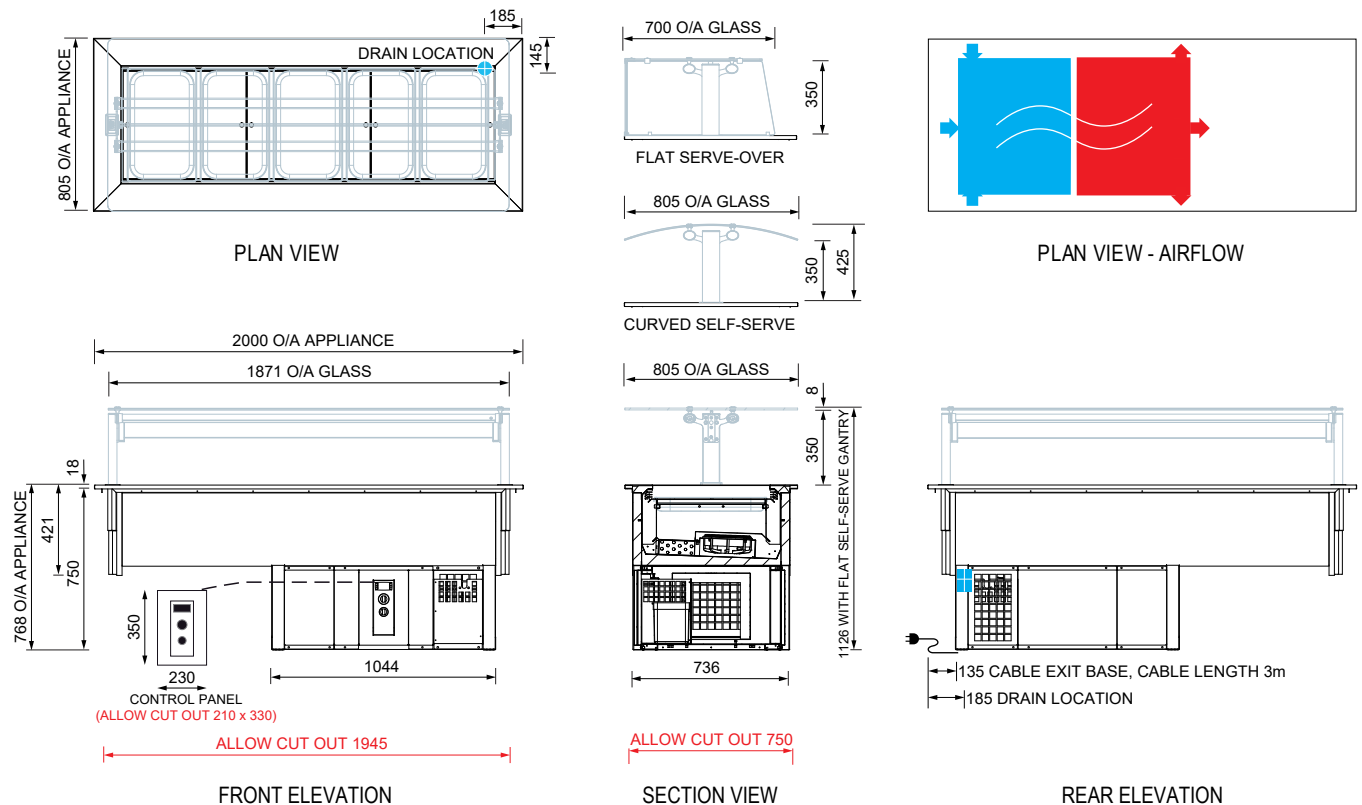 185
DRAIN LOCATION
145
805 O/A APPLIANCE
PLAN VIEW
700 O/A GLASS
350
FLAT SERVE-OVER
805 O/A GLASS
350
425
CURVED SELF-SERVE
PLAN VIEW - AIRFLOW
2000 O/A APPLIANCE
1871 O/A GLASS
18
768 O/A APPLIANCE
421
750
350
230
CONTROL PANEL
(ALLOW CUT OUT 210 x 330)
1044
ALLOW CUT OUT 1945
FRONT ELEVATION
805 O/A GLASS
8
350
1126 WITH FLAT SELF-SERVE GANTRY
736
ALLOW CUT OUT 750
SECTION VIEW
135 CABLE EXIT BASE, CABLE LENGTH 3m
185 DRAIN LOCATION
REAR ELEVATION